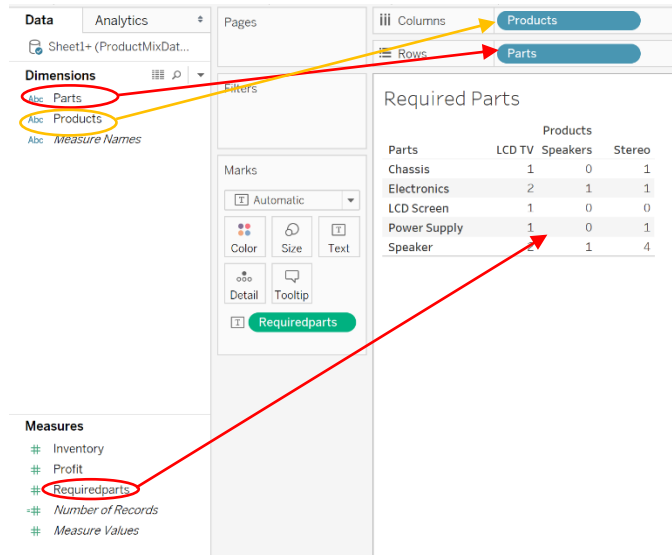 Data
Analytics
Sheet1+ (ProductMixDat...
Dimensions
Abc Parts
Abc Products
Abc Measure Names
Measures
# Inventory
# Profit
# Requiredparts
=# Number of Records
# Measure Values
Pages
Filters
Marks
T Automatic
Color Size Text
Detail Tooltip
T Requiredparts
Columns Products
Rows Parts
Required Parts
Products
Parts LCD TV Speakers Stereo
Chassis 1 0 1
Electronics 2 1 1
LCD Screen 1 0 0
Power Supply 1 0 1
Speaker 2 1 4